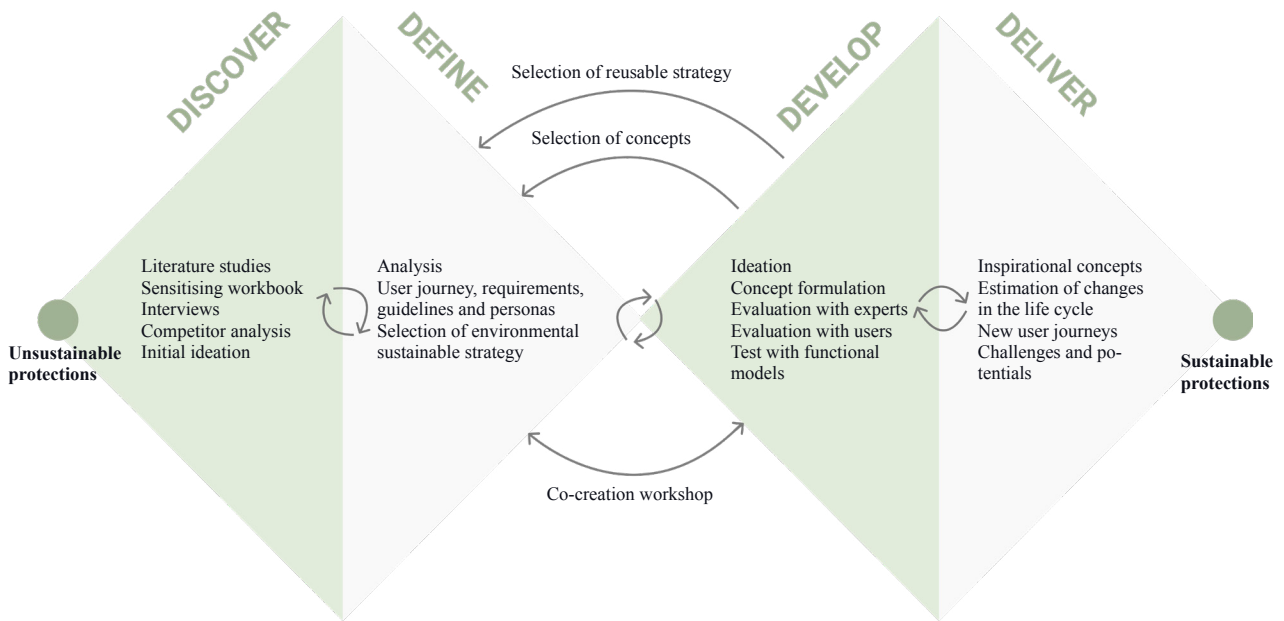 DISCOVER
DEFINE
DEVELOP
DELIVER
Selection of reusable strategy
Selection of concepts
Unsustainable
protections
Literature studies
Sensitising workbook
Interviews
Competitor analysis
Initial ideation
Analysis
User journey, requirements,
guidelines and personas
Selection of environmental
sustainable strategy
Ideation
Concept formulation
Evaluation with experts
Evaluation with users
Test with functional
models
Inspirational concepts
Estimation of changes
in the life cycle
New user journeys
Challenges and po-
tentials
Sustainable
protections
Co-creation workshop